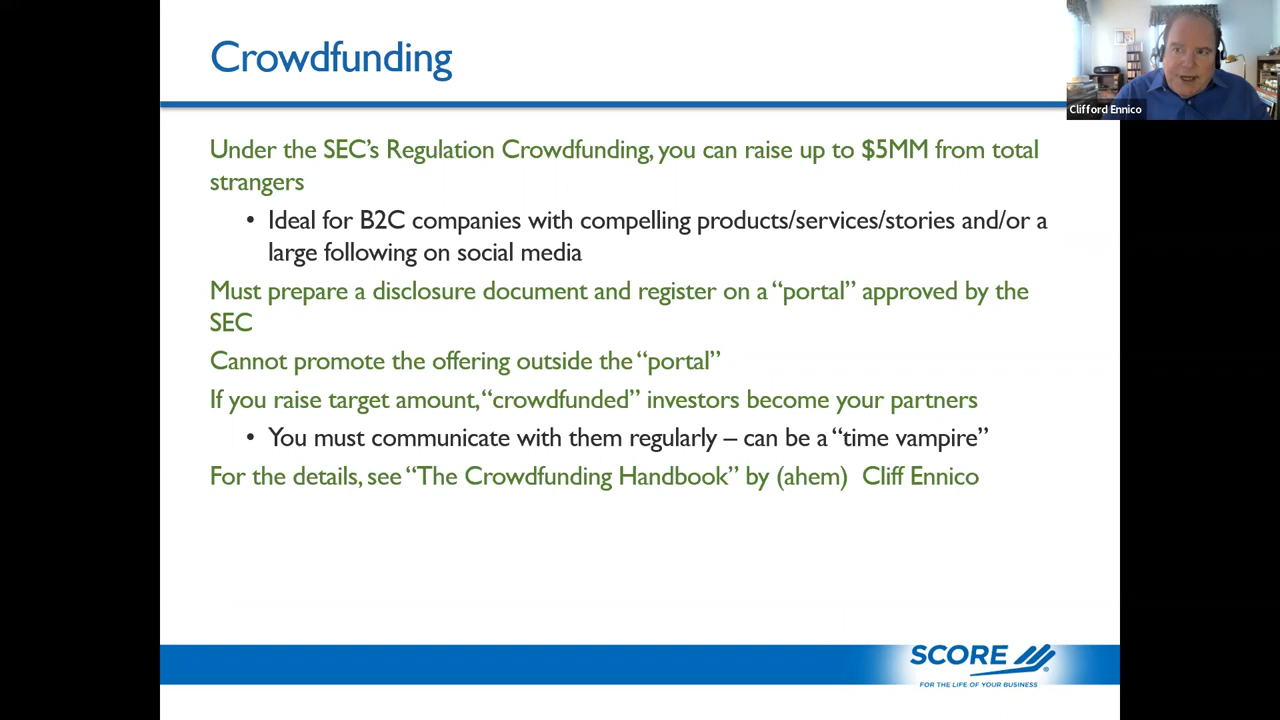 Crowdfunding
Clifford Ennico
Under the SEC's Regulation Crowdfunding, you can raise up to $5MM from total
strangers
• Ideal for B2C companies with compelling products/services/stories and/or a
large following on social media
Must prepare a disclosure document and register on a “portal” approved by the
SEC
Cannot promote the offering outside the “portal”
If you raise target amount, “crowdfunded” investors become your partners
• You must communicate with them regularly – can be a “time vampire”
For the details, see “The Crowdfunding Handbook” by (ahem) Cliff Ennico
SCORE
FOR THE LIFE OF YOUR BUSINESS